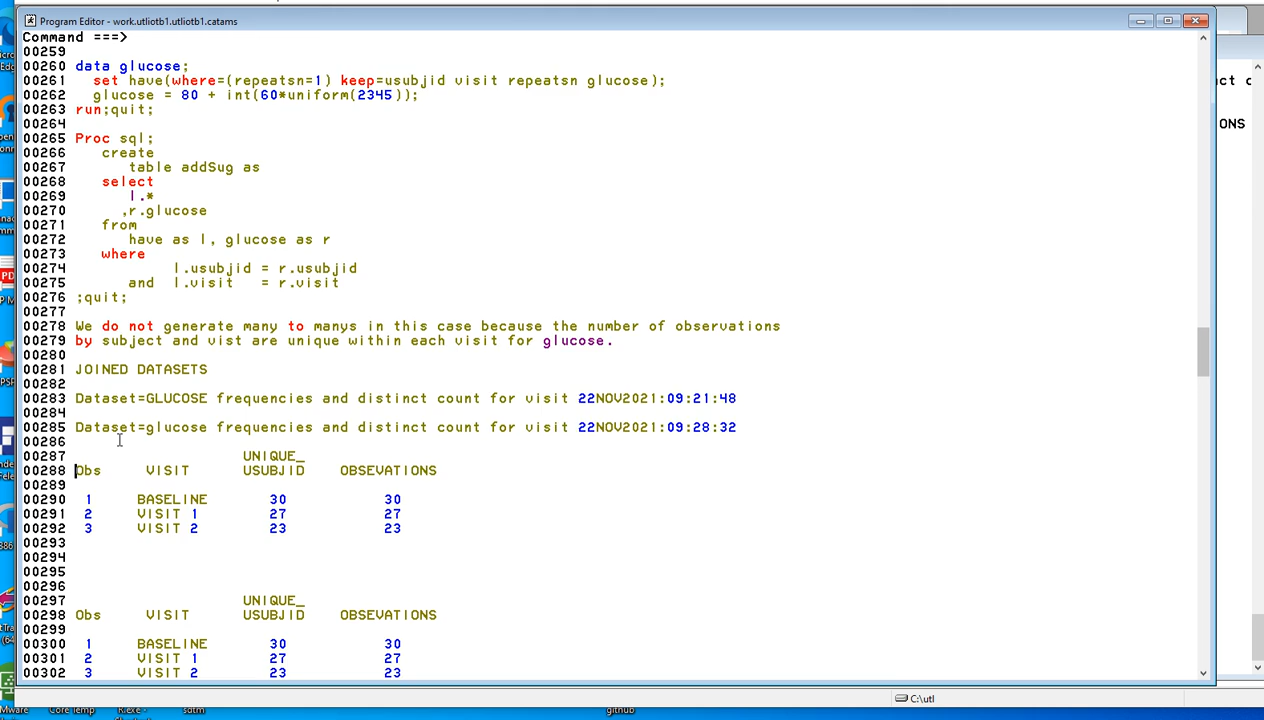 Program Editor - work.utliotb1.utliotb1.catams
Command ===>
00259
00260 data glucose;
00261 set have(where=(repeatsn=1) keep=usubjid visit repeatsn glucose);
00262 glucose = 80 + int(60*uniform(2345));
00263 run;quit;
00264
00265 Proc sql;
00266 create
00267 table addSug as
00268 select
00269 l.*
00270 ,r.glucose
00271 from
00272 have as l, glucose as r
00273 where
00274 l.usubjid = r.usubjid
00275 and l.visit = r.visit
00276 ;quit;
00277
00278 We do not generate many to manys in this case because the number of observations
00279 by subject and vist are unique within each visit for glucose.
00280
00281 JOINED DATASETS
00282
00283 Dataset=GLUCOSE frequencies and distinct count for visit 22NOV2021:09:21:48
00284
00285 Dataset=glucose frequencies and distinct count for visit 22NOV2021:09:28:32
00286
00287 UNIQUE_
00288 Obs VISIT USUBJID OBSEVATIONS
00289
00290 1 BASELINE 30 30
00291 2 VISIT 1 27 27
00292 3 VISIT 2 23 23
00293
00294
00295
00296
00297 UNIQUE_
00298 Obs VISIT USUBJID OBSEVATIONS
00299
00300 1 BASELINE 30 30
00301 2 VISIT 1 27 27
00302 3 VISIT 2 23 23
ONS
C:\utl
Core Temp
sdtm
github